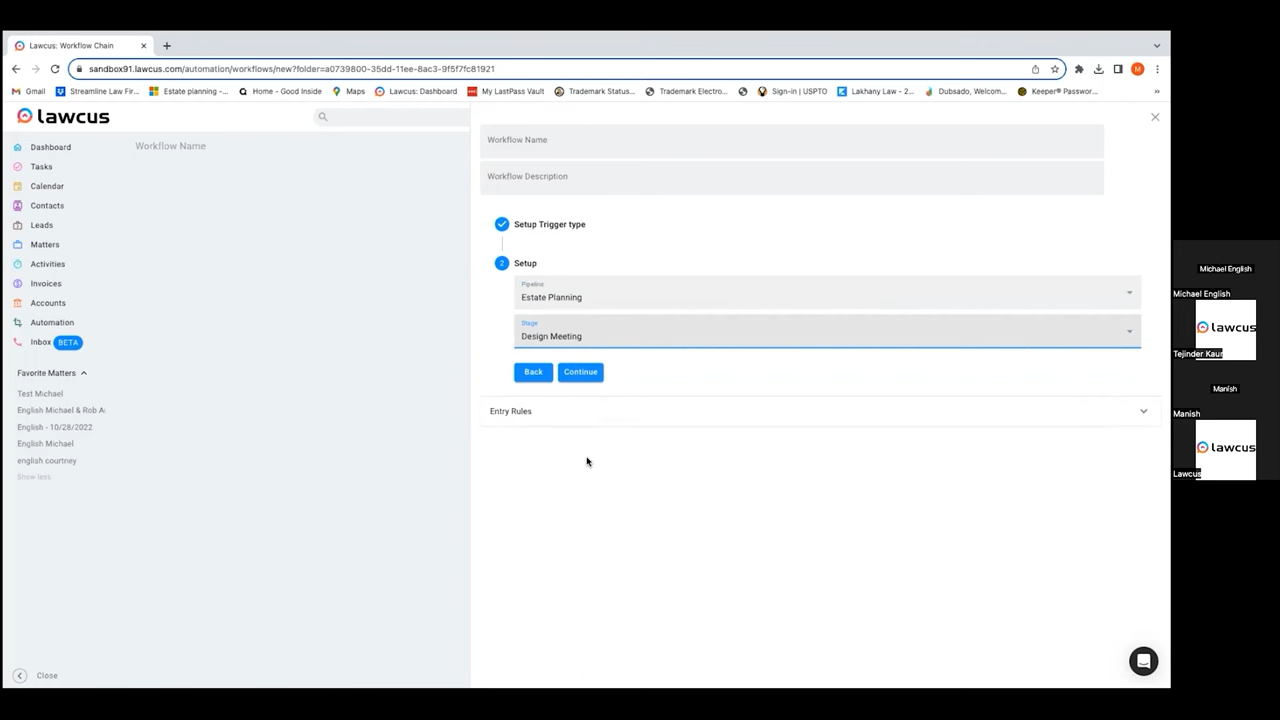 Lawcus: Workflow Chain
sandbox91.lawcus.com/automation/workflows/new?folder=a0739800-35dd-11ee-8ac3-9f5f7fc81921
M
Gmail
Streamline Law Fir...
Estate planning -...
Home - Good Inside
Maps
Lawcus: Dashboard
My LastPass Vault
Trademark Status...
Trademark Electro...
Sign-in | USPTO
Lakhany Law - 2...
Dubsado, Welcom...
Keeper® Passwor...
»
lawcus
Dashboard
Tasks
Calendar
Contacts
Leads
Matters
Activities
Invoices
Accounts
Automation
Inbox BETA
Favorite Matters
Test Michael
English Michael & Rob A
English - 10/28/2022
English Michael
english courtney
Show less
Close
Workflow Name
Workflow Name
Workflow Description
Setup Trigger type
2 Setup
Pipeline
Estate Planning
Stage
Design Meeting
Back
Continue
Entry Rules
Michael English
Michael English
lawcus
Tejinder Kaur
Manish
Manish
lawcus
Lawcus